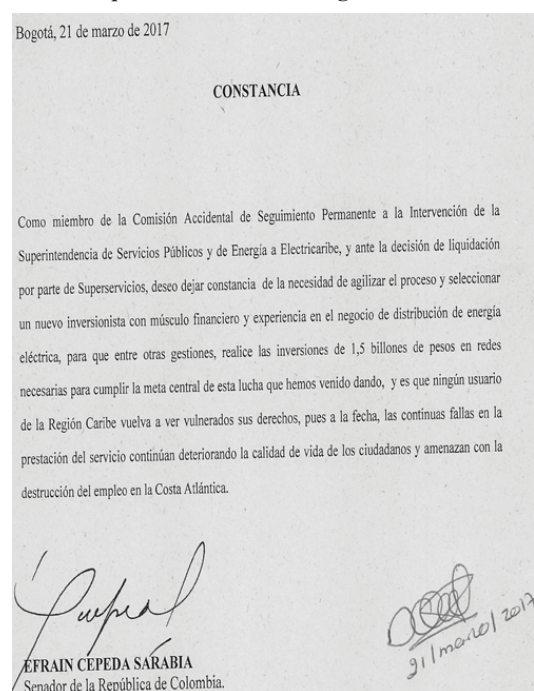 Bogotá, 21 de marzo de 2017
CONSTANCIA
Como miembro de la Comisión Accidental de Seguimiento Permanente a la Intervención de la
Superintendencia de Servicios Públicos y de Energía a Electricaribe, y ante la decisión de liquidación
por parte de Superservicios, deseo dejar constancia de la necesidad de agilizar el proceso y seleccionar
un nuevo inversionista con músculo financiero y experiencia en el negocio de distribución de energía
eléctrica, para que entre otras gestiones, realice las inversiones de 1,5 billones de pesos en redes
necesarias para cumplir la meta central de esta lucha que hemos venido dando, y es que ningún usuario
de la Región Caribe vuelva a ver vulnerados sus derechos, pues a la fecha, las continuas fallas en la
prestación del servicio continúan deteriorando la calidad de vida de los ciudadanos y amenazan con la
destrucción del empleo en la Costa Atlántica.
EFRAIN CEPEDA SARABIA
Senador de la República de Colombia.
21/marzo/2017